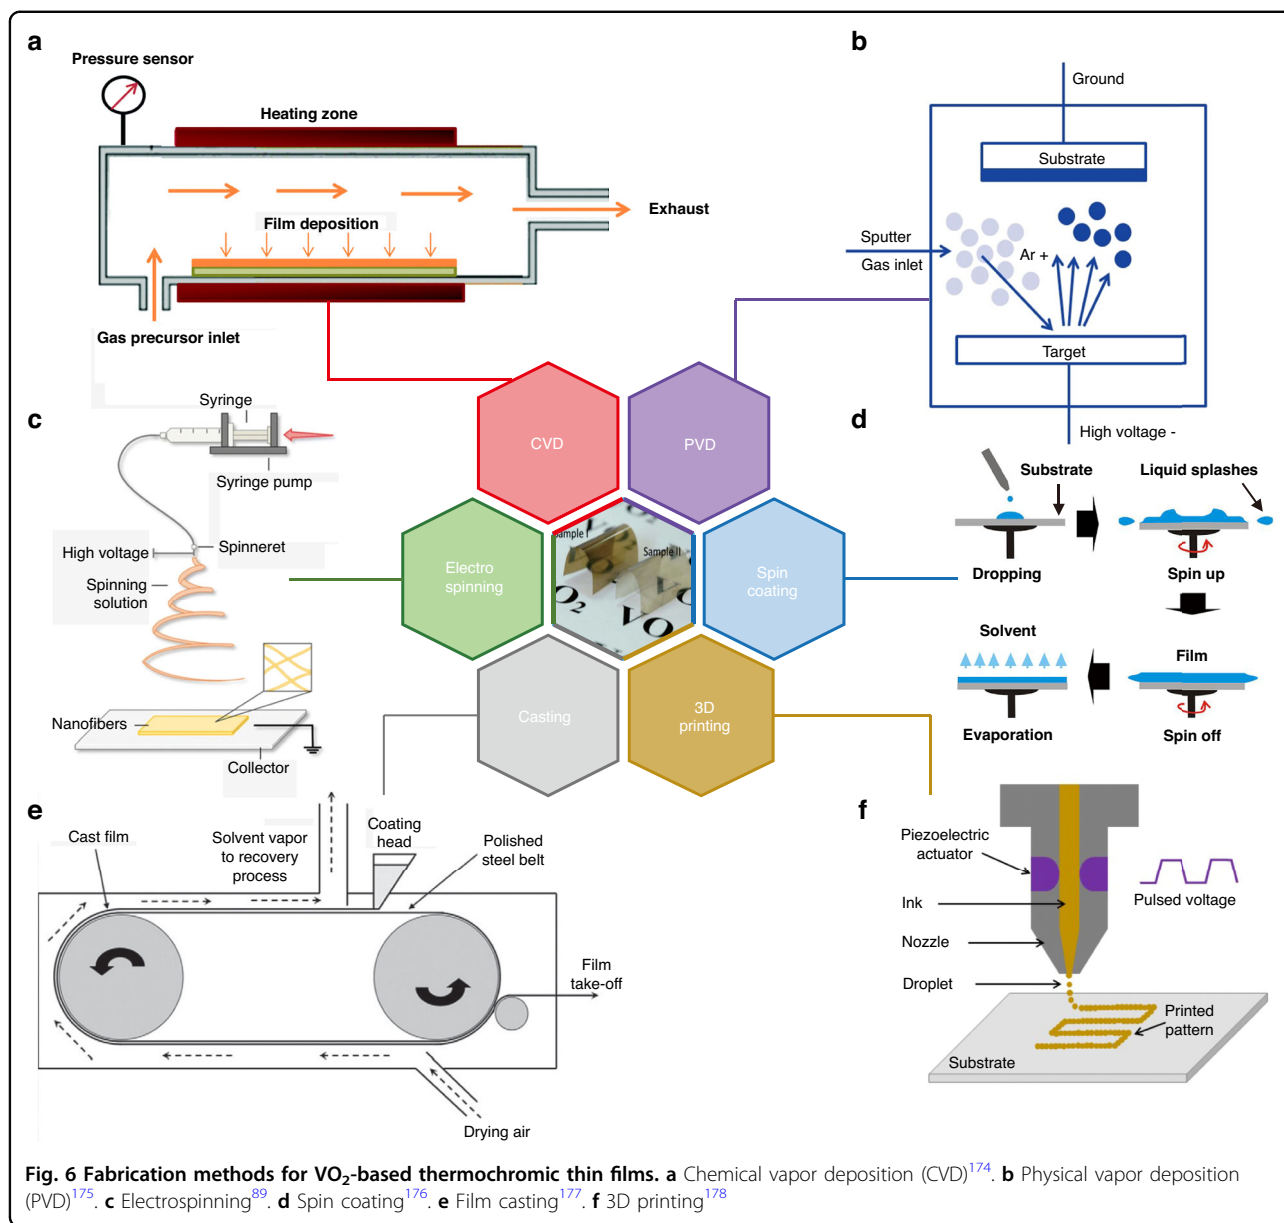 a
Pressure sensor
Heating zone
Film deposition
Exhaust
Gas precursor inlet
b
Ground
Substrate
Sputter
Gas inlet
Ar +
Target
High voltage -
c
Syringe
Syringe pump
High voltage
Spinneret
Spinning
solution
Nanofibers
Collector
CVD
PVD
Electro
spinning
Sample I
Sample II
O2
VO
Spin
coating
Casting
3D
printing
d
Substrate
Liquid splashes
Dropping
Spin up
Solvent
Film
Evaporation
Spin off
e
Cast film
Solvent vapor
to recovery
process
Coating
head
Polished
steel belt
Film
take-off
Drying air
f
Piezoelectric
actuator
Ink
Pulsed voltage
Nozzle
Droplet
Printed
pattern
Substrate
Fig. 6 Fabrication methods for VO₂-based thermochromic thin films. a Chemical vapor deposition (CVD)¹⁷⁴. b Physical vapor deposition
(PVD)¹⁷⁵. c Electrospinning⁸⁹. d Spin coating¹⁷⁶. e Film casting¹⁷⁷. f 3D printing¹⁷⁸